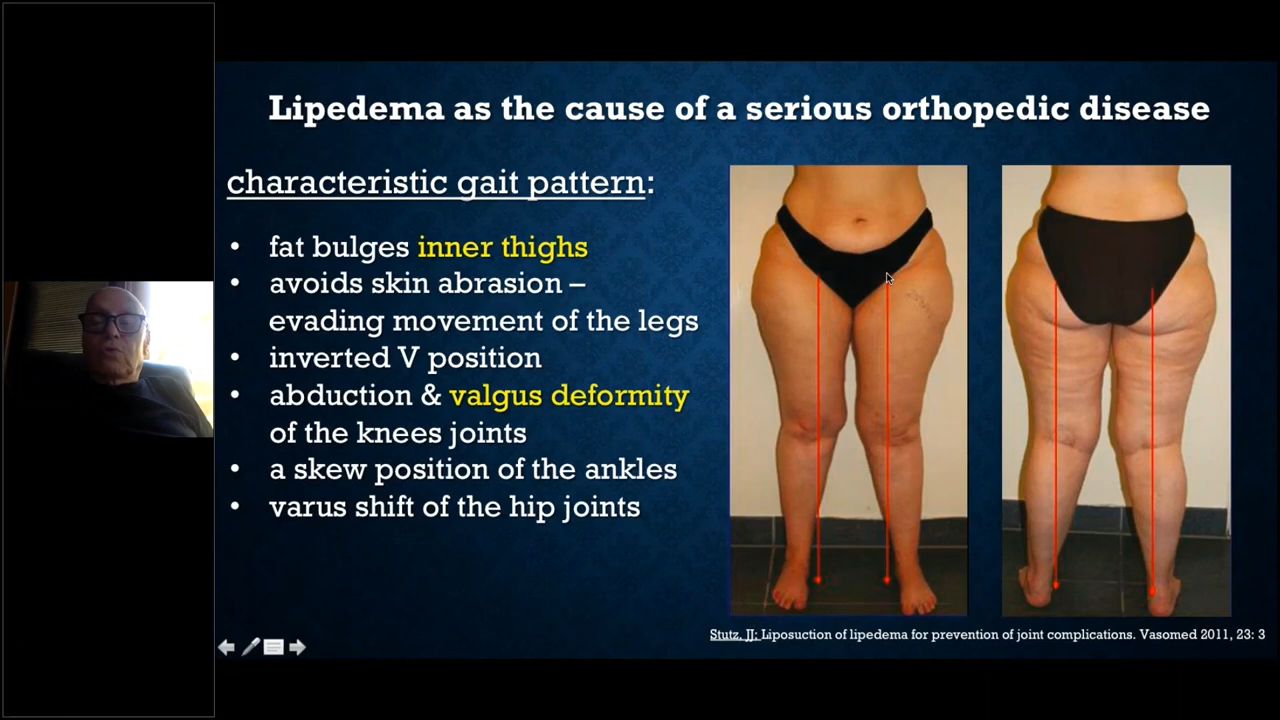 Lipedema as the cause of a serious orthopedic disease
characteristic gait pattern:
• fat bulges inner thighs
• avoids skin abrasion –
evading movement of the legs
• inverted V position
• abduction & valgus deformity
of the knees joints
• a skew position of the ankles
• varus shift of the hip joints
Stutz, JJ: Liposuction of lipedema for prevention of joint complications. Vasomed 2011, 23: 3